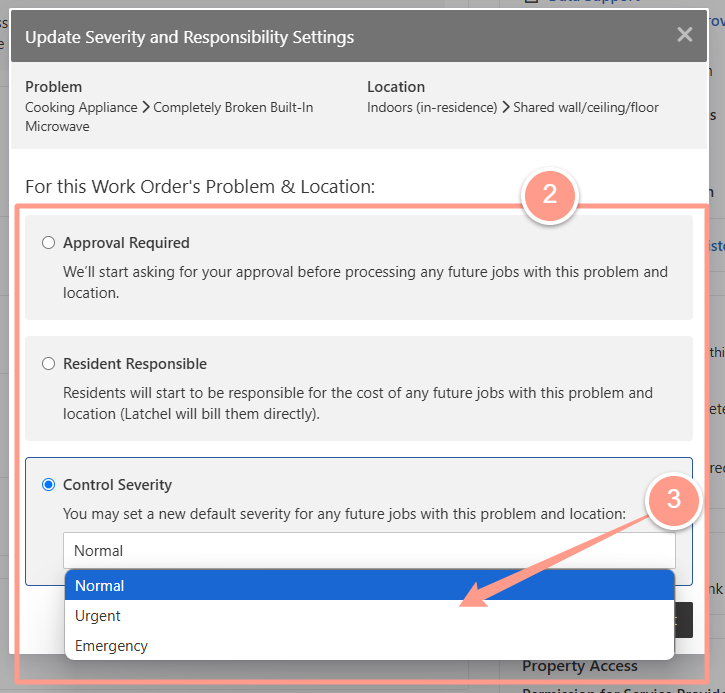 Data Support
Update Severity and Responsibility Settings
Problem
Location
Cooking Appliance > Completely Broken Built-In
Microwave
Indoors (in-residence) > Shared wall/ceiling/floor
For this Work Order's Problem & Location:
2
Approval Required
We'll start asking for your approval before processing any future jobs with this problem and
location.
Resident Responsible
Residents will start to be responsible for the cost of any future jobs with this problem and
location (Latchel will bill them directly).
Control Severity
3
You may set a new default severity for any future jobs with this problem and location:
Normal
Normal
Urgent
Emergency
Property Access